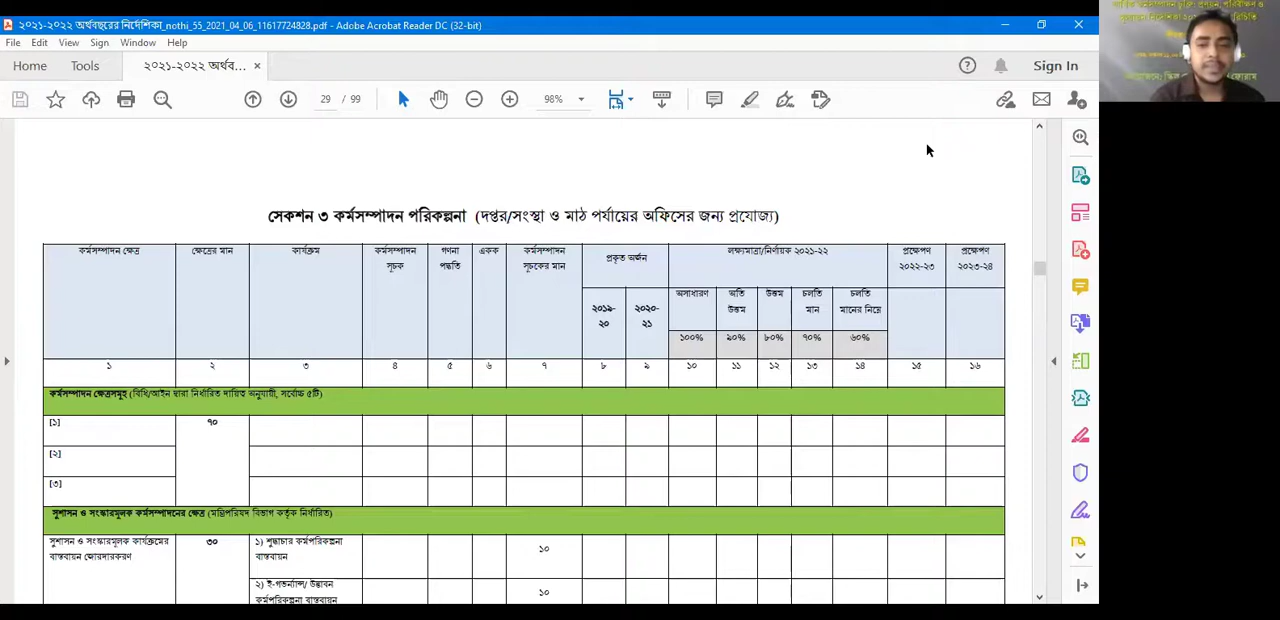 ২০২১-২০২২ অর্থবছরের নির্দেশিকা_nothi_55_2021_04_06_11617724828.pdf - Adobe Acrobat Reader DC (32-bit)
File Edit View Sign Window Help
Home Tools ২০২১-২০২২ অর্থব... × Sign In
29 / 99 98%
সেকশন ৩ কর্মসম্পাদন পরিকল্পনা (দপ্তর/সংস্থা ও মাঠ পর্যায়ের অফিসের জন্য প্রযোজ্য)
কর্মসম্পাদন ক্ষেত্র ক্ষেত্রের মান কার্যক্রম কর্মসম্পাদন সূচক গণনা পদ্ধতি একক কর্মসম্পাদন সূচকের মান প্রকৃত অর্জন লক্ষ্যমাত্রা/নির্ণায়ক ২০২১-২২ প্রক্ষেপণ ২০২২-২৩ প্রক্ষেপণ ২০২৩-২৪
২০১৯-২০ ২০২০-২১ অসাধারণ অতি উত্তম উত্তম চলতি মান চলতি মানের নিম্নে
১০০% ৯০% ৮০% ৭০% ৬০%
১ ২ ৩ ৪ ৫ ৬ ৭ ৮ ৯ ১০ ১১ ১২ ১৩ ১৪ ১৫ ১৬
কর্মসম্পাদন ক্ষেত্রসমূহ (বিধি/আইন দ্বারা নির্ধারিত দায়িত্ব অনুযায়ী, সর্বোচ্চ ৫টি)
[১] ৭০
[২]
[৩]
সুশাসন ও সংস্কারমূলক কর্মসম্পাদনের ক্ষেত্র (মন্ত্রিপরিষদ বিভাগ কর্তৃক নির্ধারিত)
সুশাসন ও সংস্কারমূলক কার্যক্রমের বাস্তবায়ন জোরদারকরণ ৩০ ১) শুদ্ধাচার কর্মপরিকল্পনা বাস্তবায়ন ১০
২) ই-গভর্ন্যান্স/ উদ্ভাবন কর্মপরিকল্পনা বাস্তবায়ন ১০